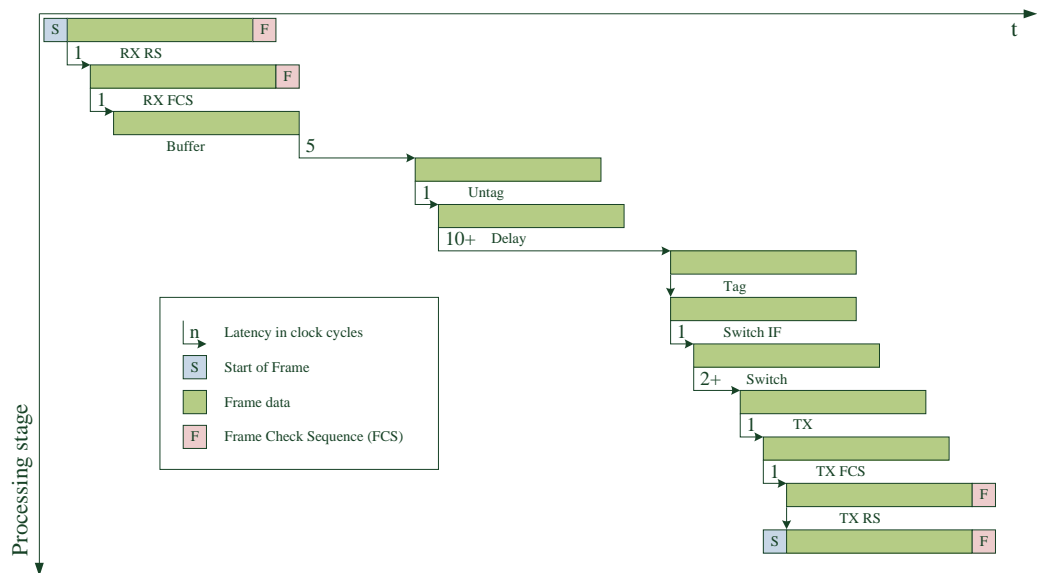 t
S F
1 RX RS
F
1 RX FCS
Buffer
5
1 Untag
10+ Delay
Tag
1 Switch IF
2+ Switch
1 TX
1 TX FCS
F
TX RS
S F
n Latency in clock cycles
S Start of Frame
Frame data
F Frame Check Sequence (FCS)
Processing stage